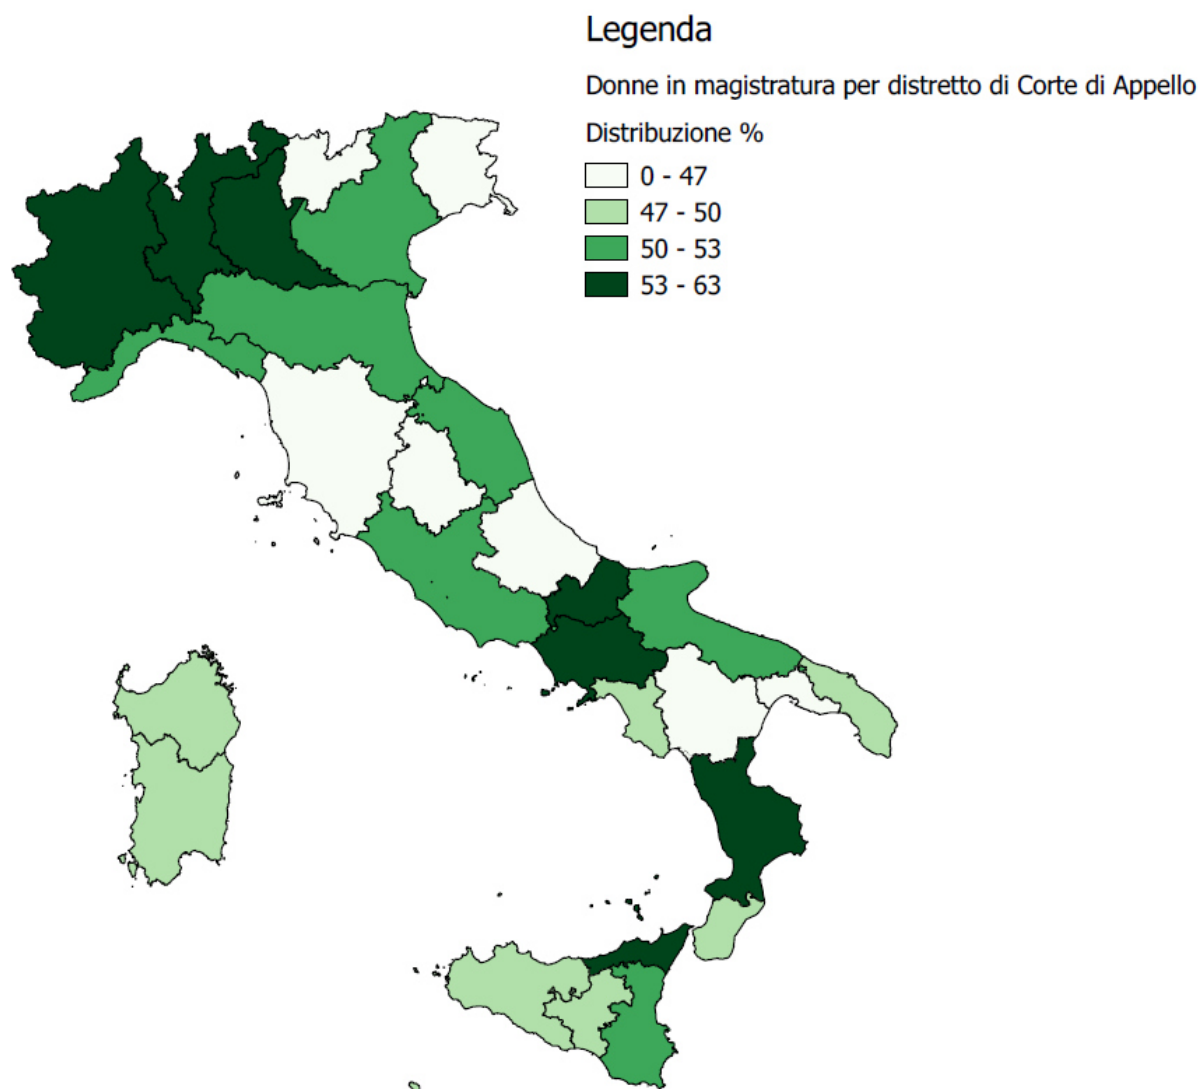 Legenda
Donne in magistratura per distretto di Corte di Appello
Distribuzione %
0 - 47
47 - 50
50 - 53
53 - 63